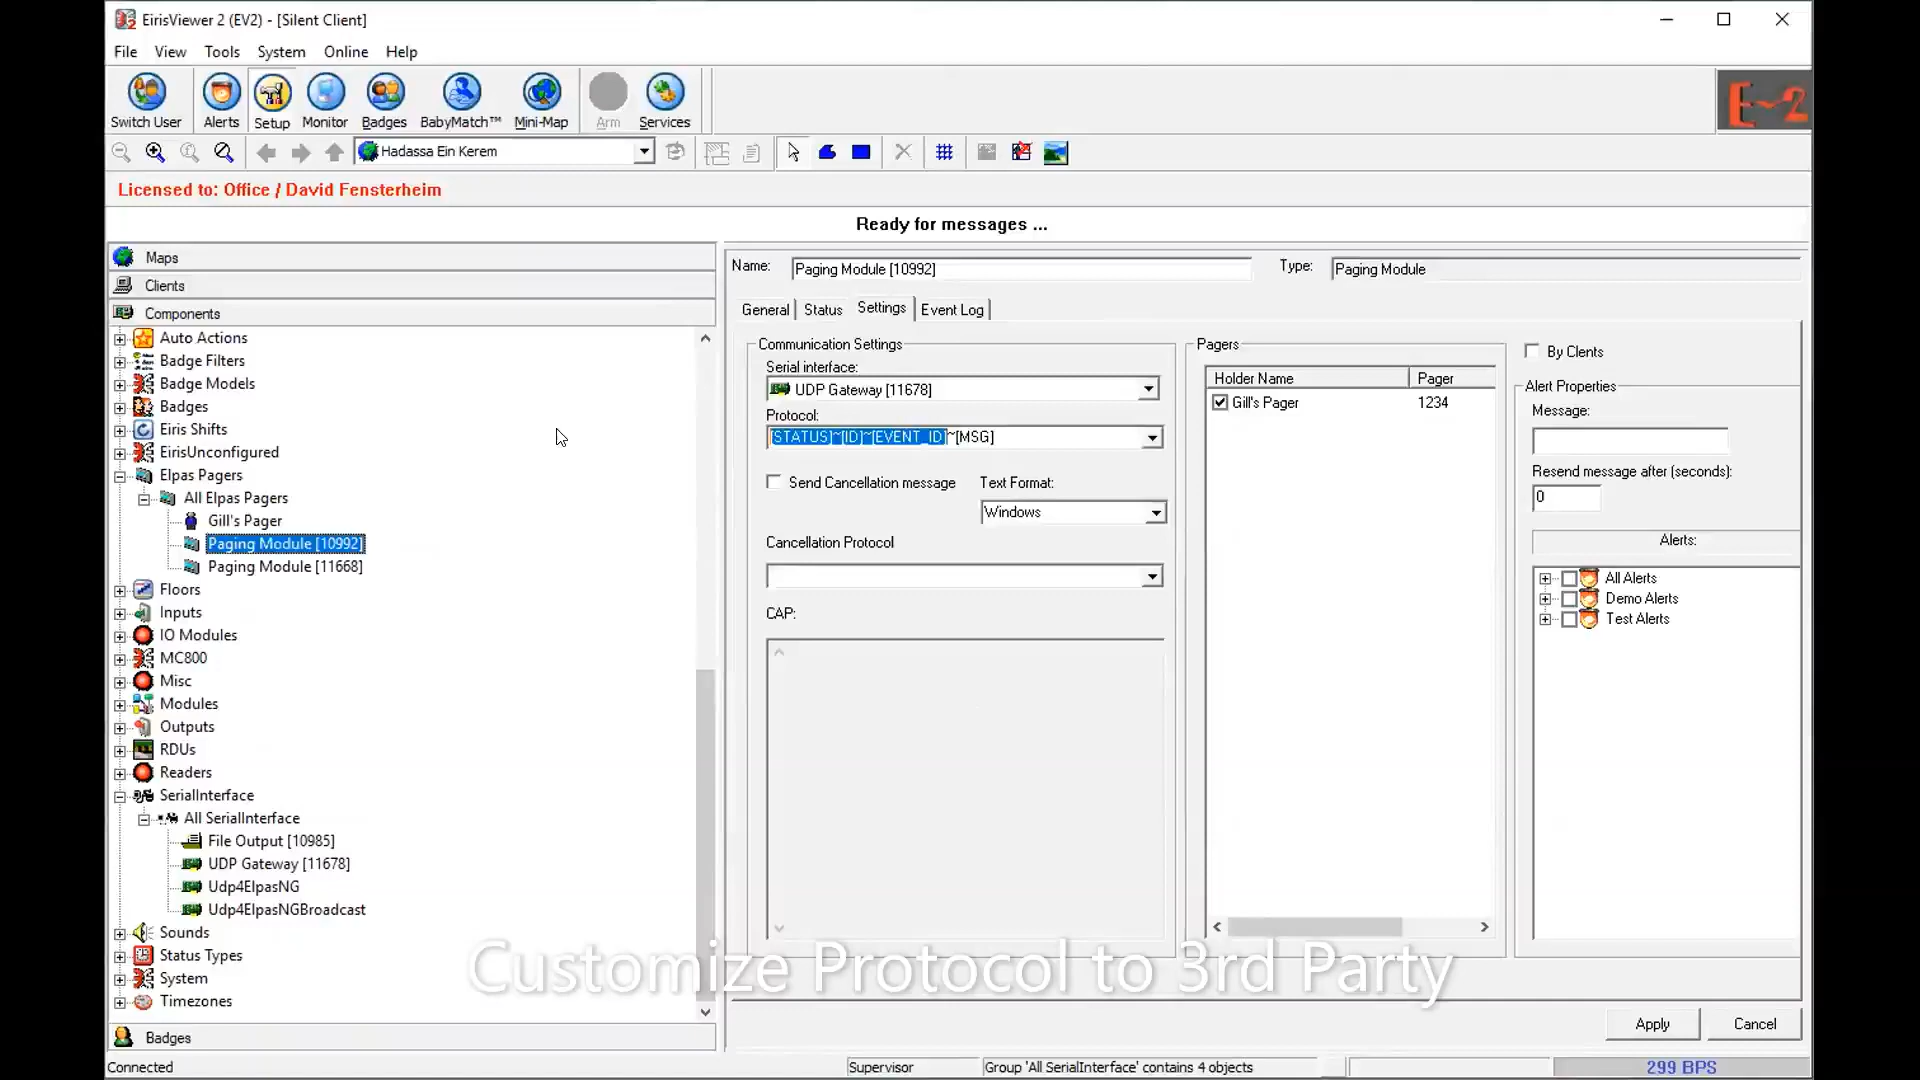 EirisViewer 2 (EV2) - [Silent Client]
File View Tools System Online Help
Switch User Alerts Setup Monitor Badges BabyMatch™ Mini-Map Arm Services
E-2
Hadassa Ein Kerem
Licensed to: Office / David Fensterheim
Ready for messages ...
Maps
Clients
Components
Auto Actions
Badge Filters
Badge Models
Badges
Eiris Shifts
EirisUnconfigured
Elpas Pagers
All Elpas Pagers
Gill's Pager
Paging Module [10992]
Paging Module [11668]
Floors
Inputs
IO Modules
MC800
Misc
Modules
Outputs
RDUs
Readers
SerialInterface
All SerialInterface
File Output [10985]
UDP Gateway [11678]
Udp4ElpasNG
Udp4ElpasNGBroadcast
Sounds
Status Types
System
Timezones
Badges
Name: Paging Module [10992] Type: Paging Module
General Status Settings Event Log
Communication Settings
Serial interface:
UDP Gateway [11678]
Protocol:
[STATUS]~[ID]~[EVENT_ID]~[MSG]
Send Cancellation message Text Format:
Windows
Cancellation Protocol
CAP:
Pagers
Holder Name Pager
Gill's Pager 1234
By Clents
Alert Properties
Message:
Resend message after (seconds):
0
Alerts:
All Alerts
Demo Alerts
Test Alerts
Customize Protocol to 3rd Party
Apply Cancel
Connected Supervisor Group 'All SerialInterface' contains 4 objects 299 BPS